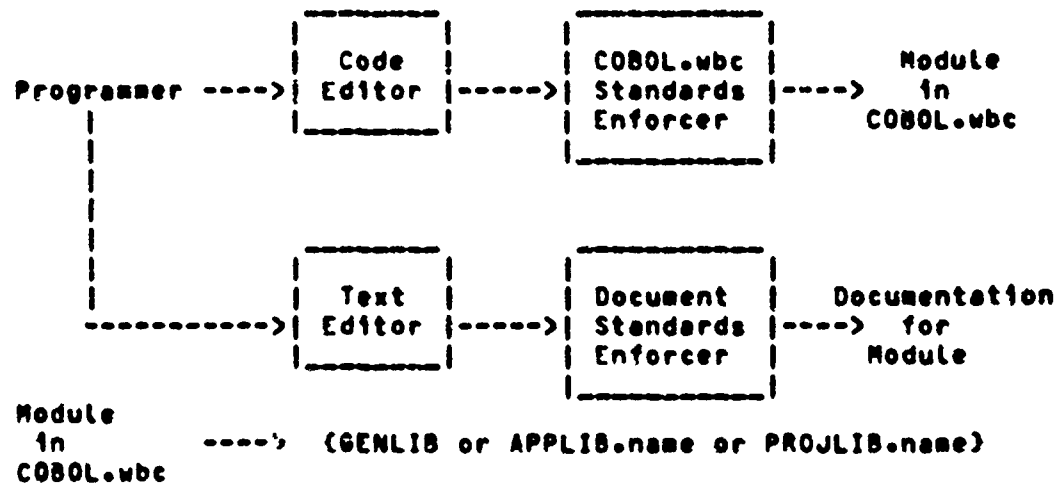 Code
Editor
COBOL.wbc
Standards
Enforcer
Programmer ---->
----->
----> Module
in
COBOL.wbc
Text
Editor
Document
Standards
Enforcer
------------>
----->
----> Documentation
for
Module
Module
in
COBOL.wbc
----> {GENLIB or APPLIB.name or PROJLIB.name}